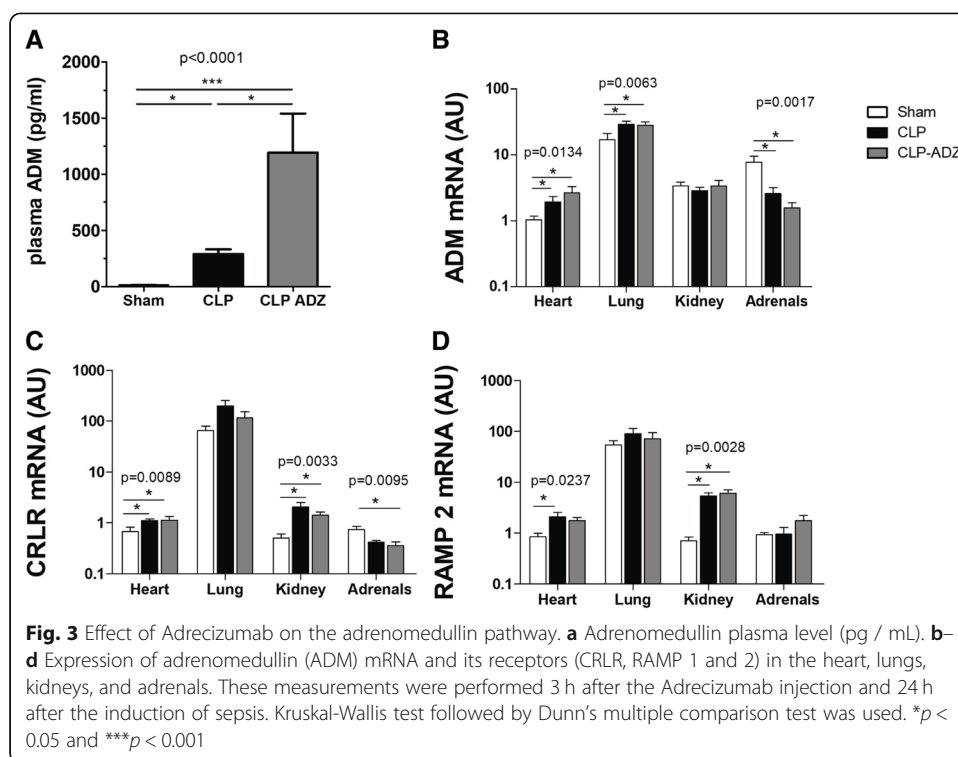 A
p<0.0001
***
* *
plasma ADM (pg/ml)
2000
1500
1000
500
0
Sham CLP CLP ADZ
B
ADM mRNA (AU)
100
10
1
0.1
p=0.0134
*
*
p=0.0063
*
*
p=0.0017
*
*
Heart Lung Kidney Adrenals
Sham
CLP
CLP-ADZ
C
CRLR mRNA (AU)
1000
100
10
1
0.1
p=0.0089
*
*
p=0.0033
*
*
p=0.0095
*
Heart Lung Kidney Adrenals
D
RAMP 2 mRNA (AU)
1000
100
10
1
0.1
p=0.0237
*
p=0.0028
*
*
Heart Lung Kidney Adrenals
Fig. 3 Effect of Adrecizumab on the adrenomedullin pathway. a Adrenomedullin plasma level (pg / mL). b–
d Expression of adrenomedullin (ADM) mRNA and its receptors (CRLR, RAMP 1 and 2) in the heart, lungs,
kidneys, and adrenals. These measurements were performed 3 h after the Adrecizumab injection and 24 h
after the induction of sepsis. Kruskal-Wallis test followed by Dunn's multiple comparison test was used. *p <
0.05 and ***p < 0.001